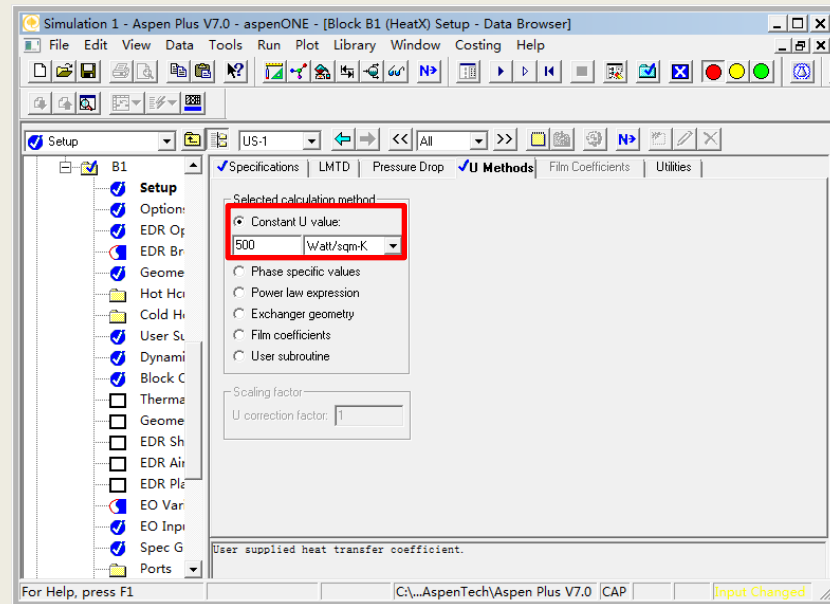 Simulation 1 - Aspen Plus V7.0 - aspenONE - [Block B1 (HeatX) Setup - Data Browser]
File Edit View Data Tools Run Plot Library Window Costing Help
N>
Setup
US-1
<< All >>
N>
B1
Setup
Option:
EDR Op
EDR Br
Geome
Hot Hc
Cold H
User Su
Dynami
Block C
Therma
Geome
EDR Sh
EDR Air
EDR Pla
EO Var
EO Inpu
Spec G
Ports
Specifications LMTD Pressure Drop U Methods Film Coefficients Utilities
Selected calculation method
Constant U value:
500 Watt/sqm-K
Phase specific values
Power law expression
Exchanger geometry
Film coefficients
User subroutine
Scaling factor
U correction factor: 1
User supplied heat transfer coefficient.
For Help, press F1 C:\...AspenTech\Aspen Plus V7.0 CAP Input Changed